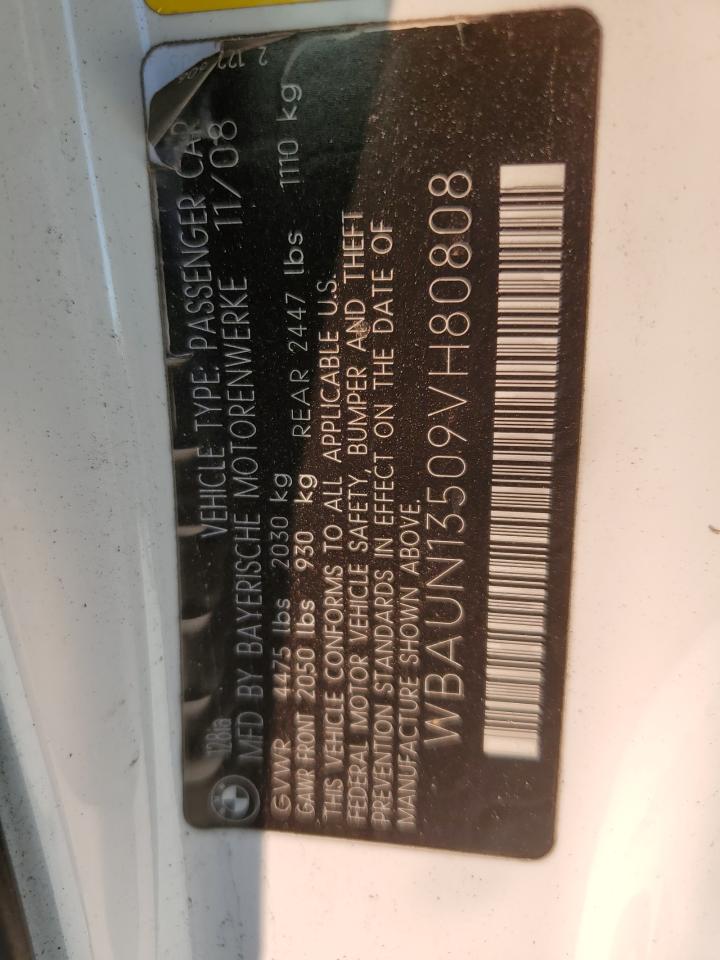 VEHICLE TYPE: PASSENGER CAR
128ia MFD BY BAYERISCHE MOTORENWERKE 11/08
GVWR 4475 lbs 2030 kg
GAWR FRONT 2050 lbs 930 kg REAR 2447 lbs 1110 kg
THIS VEHICLE CONFORMS TO ALL APPLICABLE U.S.
FEDERAL MOTOR VEHICLE SAFETY, BUMPER AND THEFT
PREVENTION STANDARDS IN EFFECT ON THE DATE OF
MANUFACTURE SHOWN ABOVE.
WBAUN13509VH80808